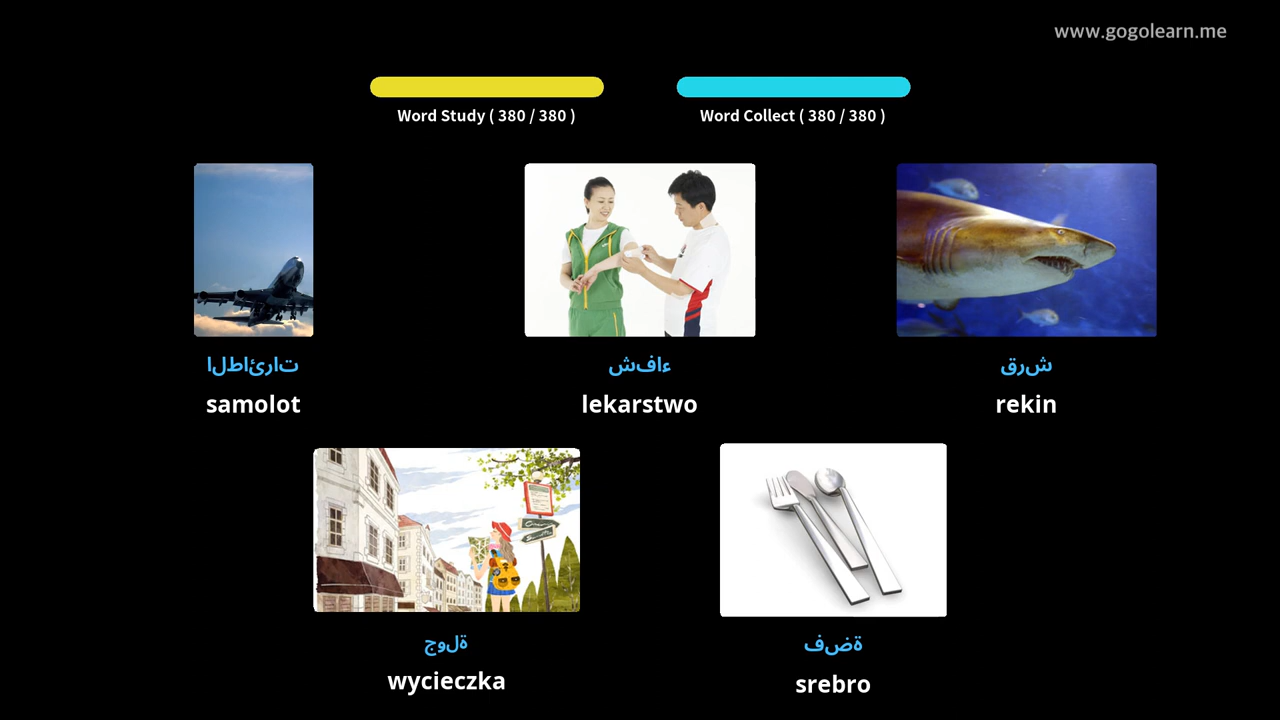 www.gogolearn.me
Word Study ( 380 / 380 )
Word Collect ( 380 / 380 )
تارئاطلا
ءافش
شرق
samolot
lekarstwo
rekin
ةلوج
ةضف
wycieczka
srebro